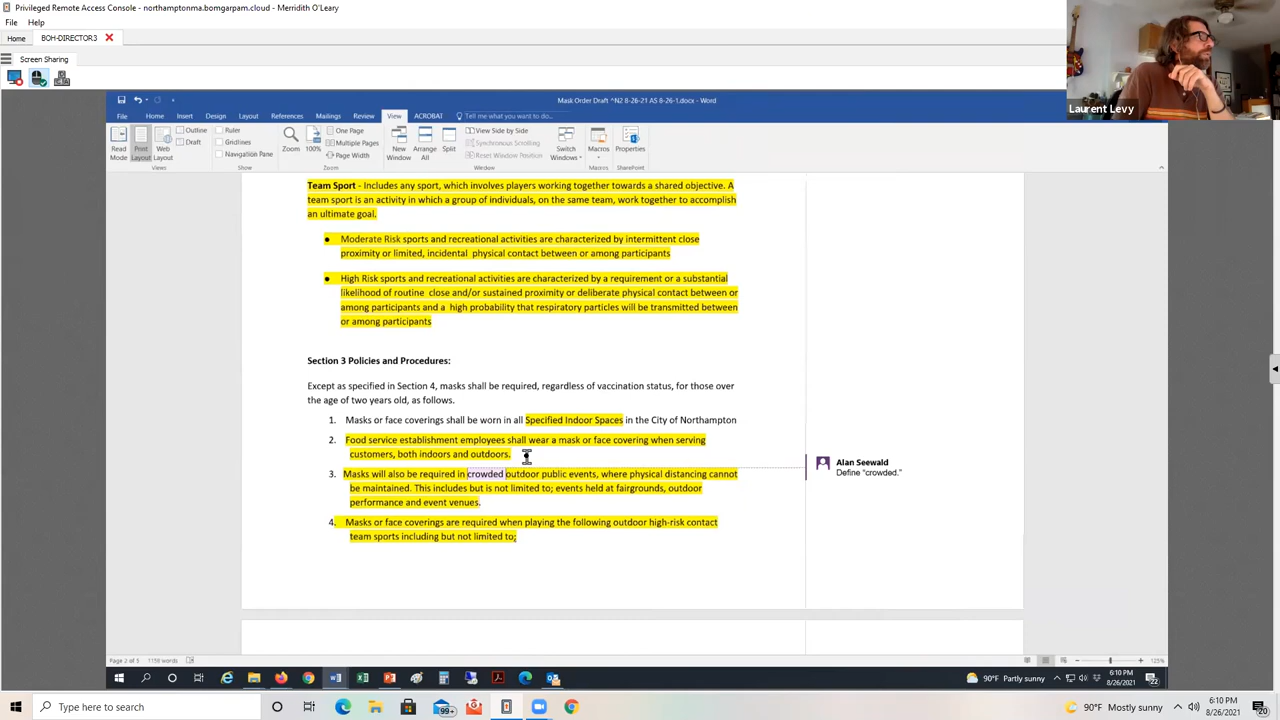 Privileged Remote Access Console - northamptonma.bomgarpam.cloud - Merridith O'Leary
File Help
Home BOH-DIRECTOR3
Screen Sharing
Laurent Levy
Mask Order Draft ^N2 8-26-21 AS 8-26-1.docx - Word
File Home Insert Design Layout References Mailings Review View ACROBAT Tell me what you want to do...
Read Mode
Print Layout
Web Layout
Outline
Draft
Ruler
Gridlines
Navigation Pane
Show
Zoom
100%
One Page
Multiple Pages
Page Width
Zoom
New Window
Arrange All
Split
View Side by Side
Synchronous Scrolling
Reset Window Position
Window
Switch Windows
Macros
Macros
Properties
SharePoint
Team Sport - Includes any sport, which involves players working together towards a shared objective. A
team sport is an activity in which a group of individuals, on the same team, work together to accomplish
an ultimate goal.
● Moderate Risk sports and recreational activities are characterized by intermittent close
proximity or limited, incidental physical contact between or among participants
● High Risk sports and recreational activities are characterized by a requirement or a substantial
likelihood of routine close and/or sustained proximity or deliberate physical contact between or
among participants and a high probability that respiratory particles will be transmitted between
or among participants
Section 3 Policies and Procedures:
Except as specified in Section 4, masks shall be required, regardless of vaccination status, for those over
the age of two years old, as follows.
1. Masks or face coverings shall be worn in all Specified Indoor Spaces in the City of Northampton
2. Food service establishment employees shall wear a mask or face covering when serving
customers, both indoors and outdoors.
3. Masks will also be required in crowded outdoor public events, where physical distancing cannot
be maintained. This includes but is not limited to; events held at fairgrounds, outdoor
performance and event venues.
4. Masks or face coverings are required when playing the following outdoor high-risk contact
team sports including but not limited to;
Alan Seewald
Define "crowded."
Page 2 of 5 1158 words
125%
90°F Partly sunny
6:10 PM
8/26/2021
22
Type here to search
99+
90°F Mostly sunny
6:10 PM
8/26/2021
20